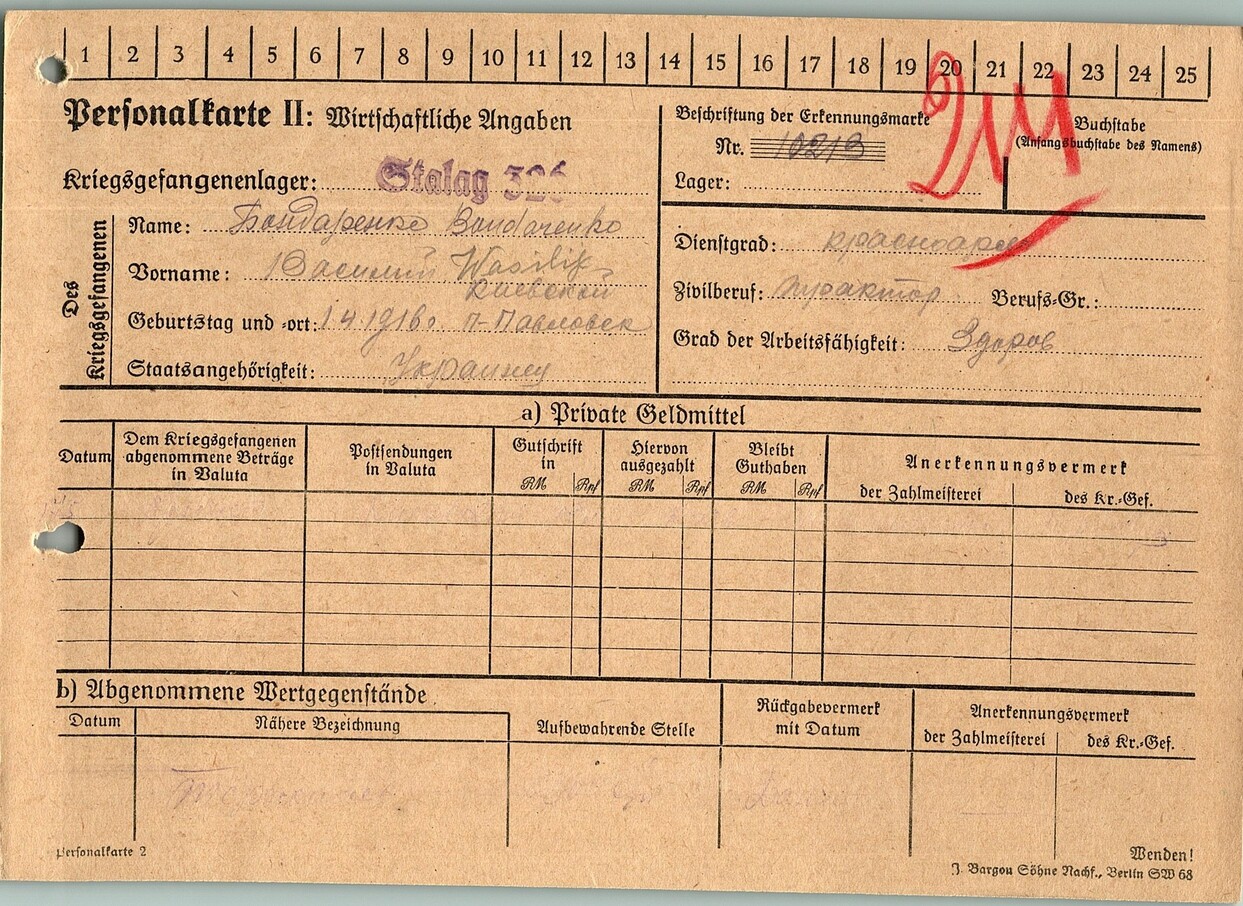 1 2 3 4 5 6 7 8 9 10 11 12 13 14 15 16 17 18 19 20 21 22 23 24 25
Personalkarte II: Wirtschaftliche Angaben
Beschriftung der Erkennungsmarke
Nr. 10213
Lager:
Buchstabe
(Anfangsbuchstabe des Namens)
Kriegsgefangenenlager: Stalag 326
Des Kriegsgefangenen
Name: Бондаренко Bondarenko
Vorname: Василий Wasilij
Киевской
Geburtstag und -ort: 1.4.1916. П-Павловск
Staatsangehörigkeit: Украинец
Dienstgrad:
Zivilberuf: Berufs-Gr.:
Grad der Arbeitsfähigkeit: Здоров
a) Private Geldmittel
Datum
Dem Kriegsgefangenen
abgenommene Beträge
in Valuta
Postsendungen
in Valuta
Gutschrift
in
RM Rpf
Hiervon
ausgezahlt
RM Rpf
Bleibt
Guthaben
RM Rpf
Anerkennungsvermerk
der Zahlmeisterei des Kr.-Gef.
b) Abgenommene Wertgegenstände
Datum
Nähere Bezeichnung
Aufbewahrende Stelle
Rückgabevermerk
mit Datum
Anerkennungsvermerk
der Zahlmeisterei des Kr.-Gef.
Personalkarte 2
Wenden!
J. Bargou Söhne Nachf., Berlin SW 68